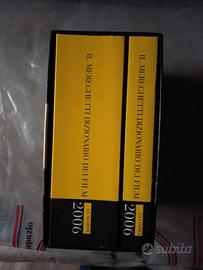 IL MEREGHETTI DIZIONARIO DEI FILM
2006
IL MEREGHETTI DIZIONARIO DEI FILM
2006
spazio
subito